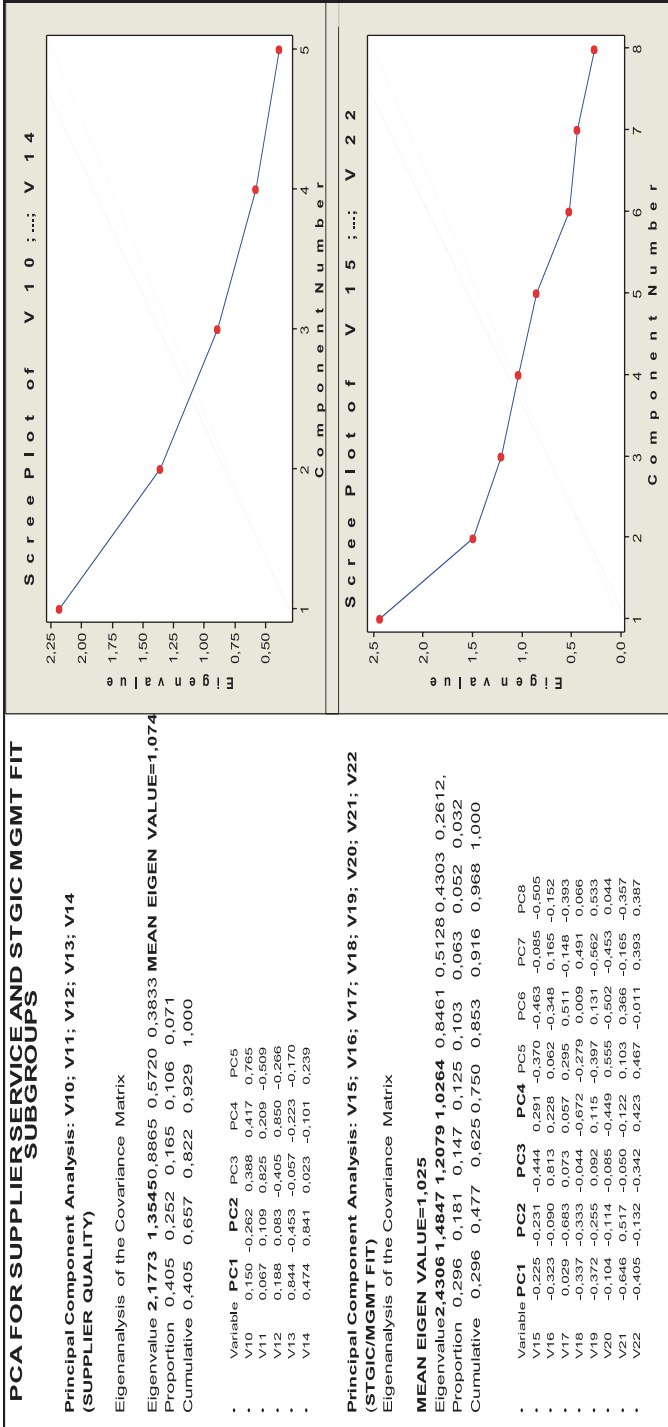 PCA FOR SUPPLIER SERVICE AND STGIC MGMT FIT
SUBGROUPS
Principal Component Analysis: V10; V11; V12; V13; V14
(SUPPLIER QUALITY)
Eigenanalysis of the Covariance Matrix
Eigenvalue 2,1773 1,3545 0,8865 0,5720 0,3833 MEAN EIGEN VALUE=1,074
Proportion 0,405 0,252 0,165 0,106 0,071
Cumulative 0,405 0,657 0,822 0,929 1,000
Variable PC1 PC2 PC3 PC4 PC5
V10 0,150 -0,262 0,388 0,417 0,765
V11 0,067 0,109 0,825 0,209 -0,509
V12 0,188 0,083 -0,405 0,850 -0,266
V13 0,844 -0,453 -0,057 -0,223 -0,170
V14 0,474 0,841 0,023 -0,101 0,239
Principal Component Analysis: V15; V16; V17; V18; V19; V20; V21; V22
(STGIC/MGMT FIT)
Eigenanalysis of the Covariance Matrix
MEAN EIGEN VALUE=1,025
Eigenvalue2,4306 1,4847 1,2079 1,0264 0,8461 0,5128 0,4303 0,2612,
Proportion 0,296 0,181 0,147 0,125 0,103 0,063 0,052 0,032
Cumulative 0,296 0,477 0,625 0,750 0,853 0,916 0,968 1,000
Variable PC1 PC2 PC3 PC4 PC5 PC6 PC7 PC8
V15 -0,225 -0,231 -0,444 0,291 -0,370 -0,463 -0,085 -0,505
V16 -0,323 -0,090 0,813 0,228 0,062 -0,348 0,165 -0,152
V17 0,029 -0,683 0,073 0,057 0,295 0,511 -0,148 -0,393
V18 -0,337 -0,333 -0,044 -0,672 -0,279 0,009 0,491 0,066
V19 -0,372 -0,255 0,092 0,115 -0,397 0,131 -0,562 0,533
V20 -0,104 -0,114 -0,085 -0,449 0,555 -0,502 -0,453 0,044
V21 -0,646 0,517 -0,050 -0,122 0,103 0,366 -0,165 -0,357
V22 -0,405 -0,132 -0,342 0,423 0,467 -0,011 0,393 0,387
Scree Plot of V10;...; V14
Eigenvalue
2,25
2,00
1,75
1,50
1,25
1,00
0,75
0,50
1 2 3 4 5
Component Number
Scree Plot of V15;...; V22
Eigenvalue
2,5
2,0
1,5
1,0
0,5
0,0
1 2 3 4 5 6 7 8
Component Number